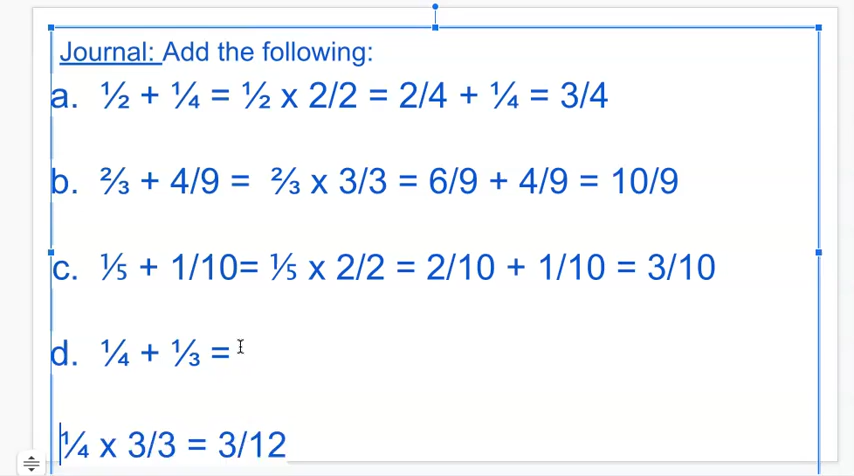 Journal: Add the following:
a. ½ + ¼ = ½ x 2/2 = 2/4 + ¼ = 3/4
b. ⅔ + 4/9 = ⅔ x 3/3 = 6/9 + 4/9 = 10/9
c. ⅕ + 1/10= ⅕ x 2/2 = 2/10 + 1/10 = 3/10
d. ¼ + ⅓ =
¼ x 3/3 = 3/12